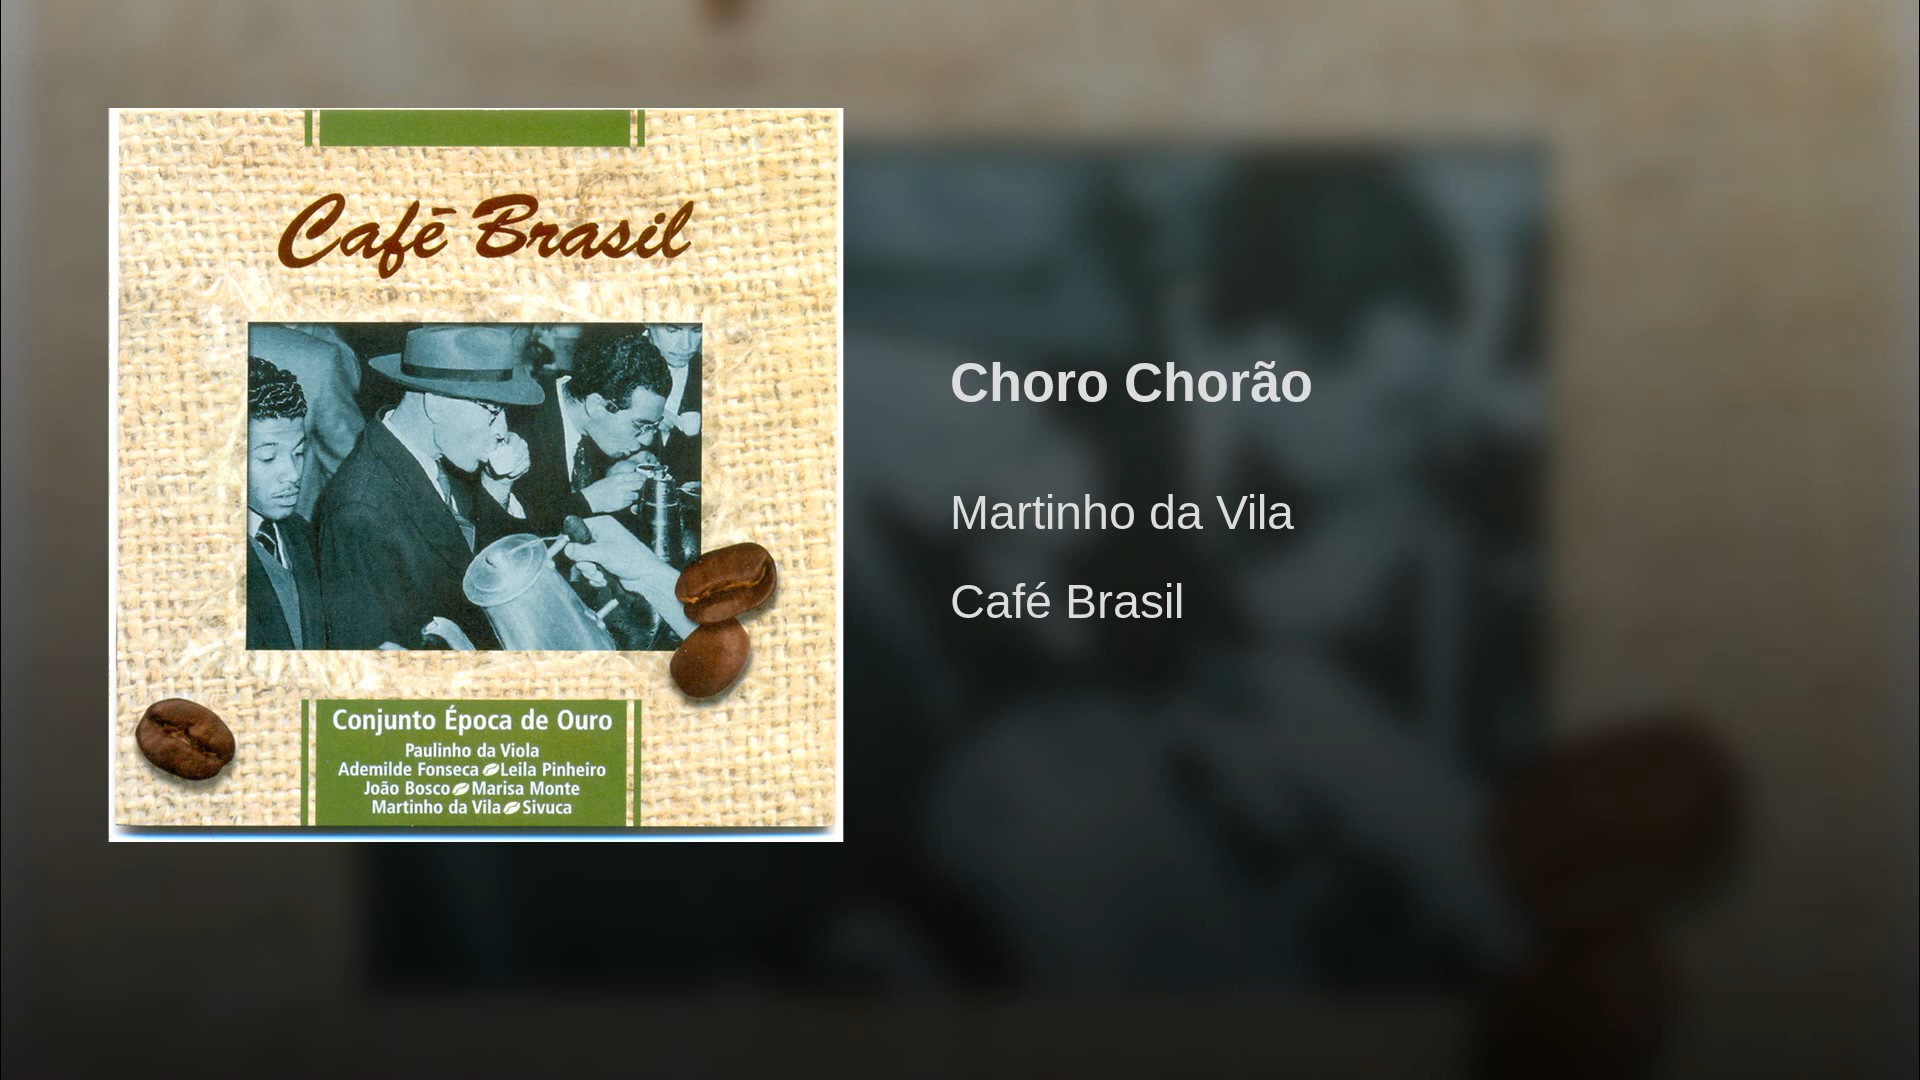 Café Brasil
Conjunto Época de Ouro
Paulinho da Viola
Ademilde Fonseca Leila Pinheiro
João Bosco Marisa Monte
Martinho da Vila Sivuca
Choro Chorão
Martinho da Vila
Café Brasil